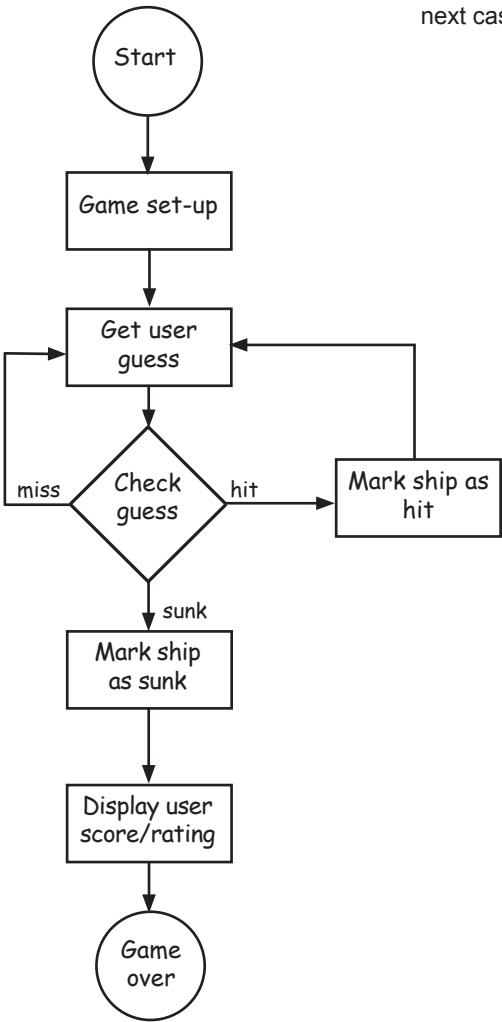 next cas
Start
Game set-up
Get user
guess
miss
Check
guess
hit
Mark ship as
hit
sunk
Mark ship
as sunk
Display user
score/rating
Game
over